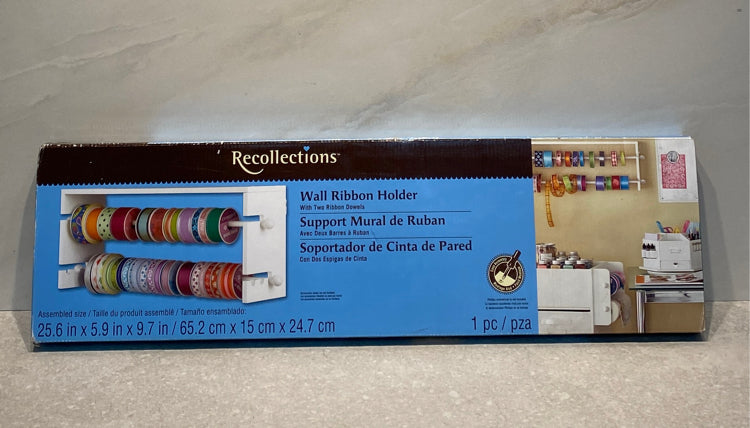 Recollections™
Wall Ribbon Holder
With Two Ribbon Dowels
Support Mural de Ruban
Avec Deux Barres à Ruban
Soportador de Cinta de Pared
Con Dos Espigas de Cinta
Assembled size / Taille du produit assemblé / Tamaño ensamblado:
25.6 in x 5.9 in x 9.7 in / 65.2 cm x 15 cm x 24.7 cm
1 pc / pza